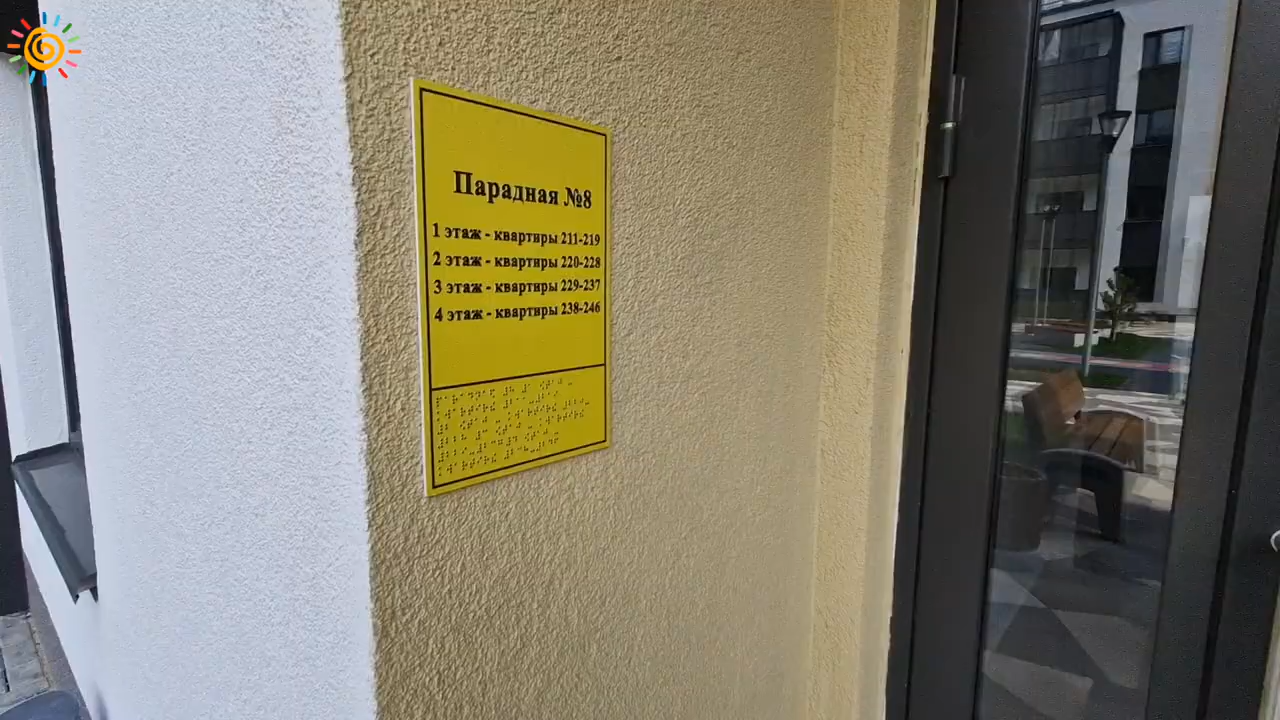 Парадная №8
1 этаж - квартиры 211-219
2 этаж - квартиры 220-228
3 этаж - квартиры 229-237
4 этаж - квартиры 238-246